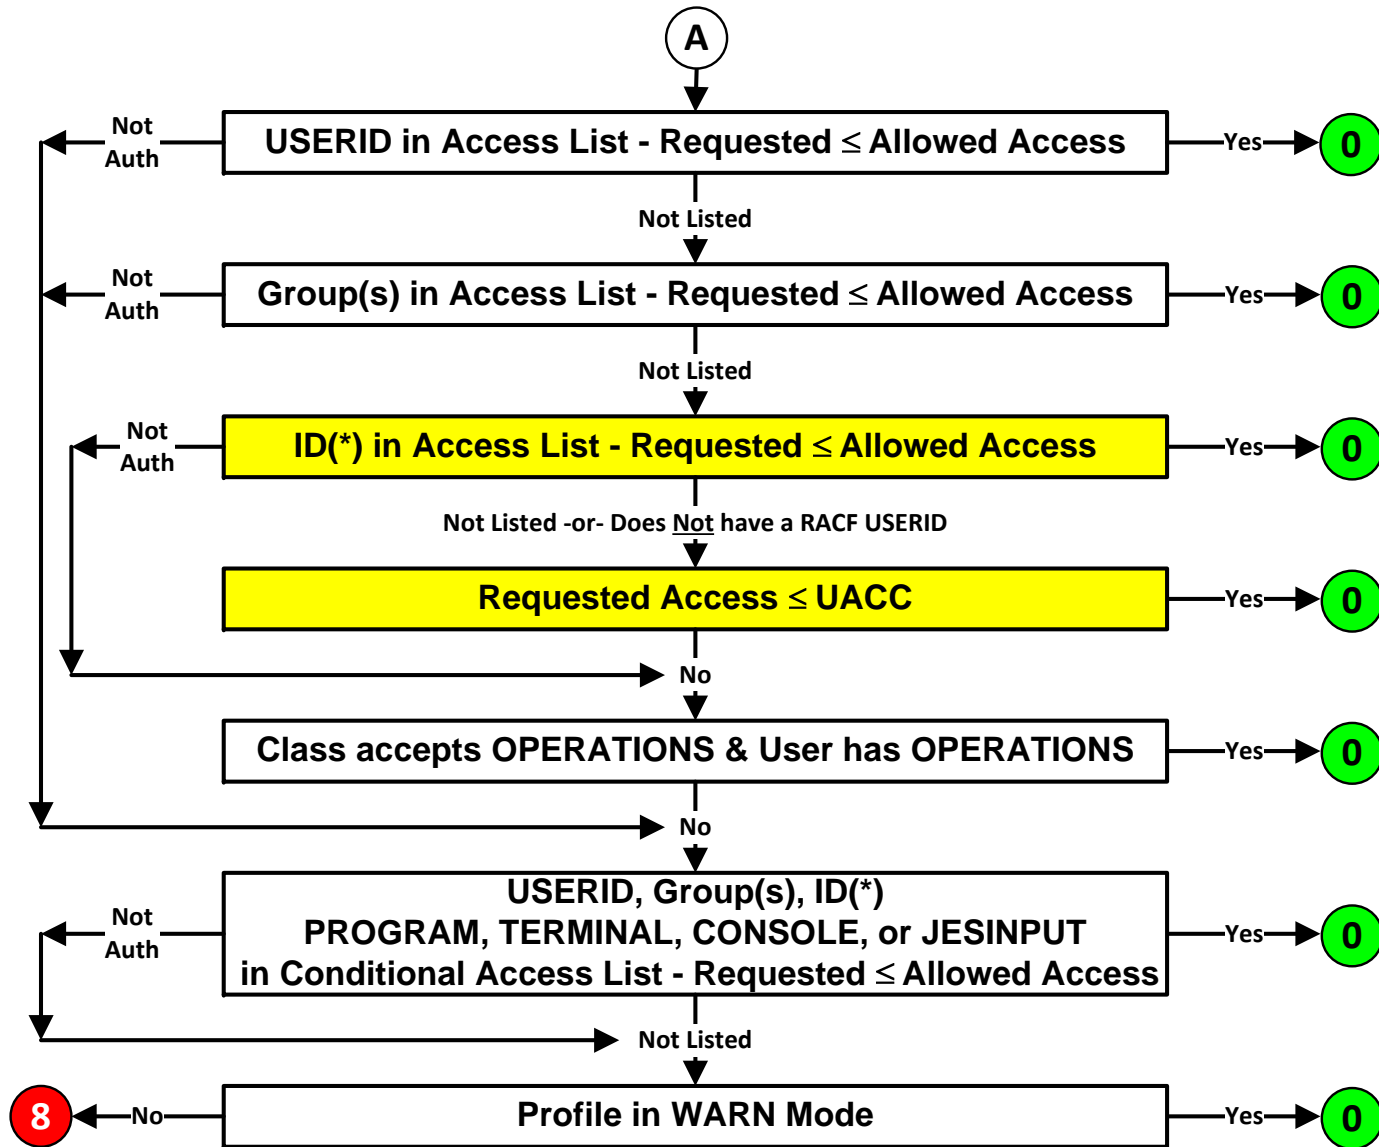 A
Not
Auth
USERID in Access List - Requested ≤ Allowed Access
Yes
0
Not Listed
Not
Auth
Group(s) in Access List - Requested ≤ Allowed Access
Yes
0
Not Listed
Not
Auth
ID(*) in Access List - Requested ≤ Allowed Access
Yes
0
Not Listed -or- Does Not have a RACF USERID
Requested Access ≤ UACC
Yes
0
No
Class accepts OPERATIONS & User has OPERATIONS
Yes
0
No
Not
Auth
USERID, Group(s), ID(*)
PROGRAM, TERMINAL, CONSOLE, or JESINPUT
in Conditional Access List - Requested ≤ Allowed Access
Yes
0
Not Listed
8
No
Profile in WARN Mode
Yes
0